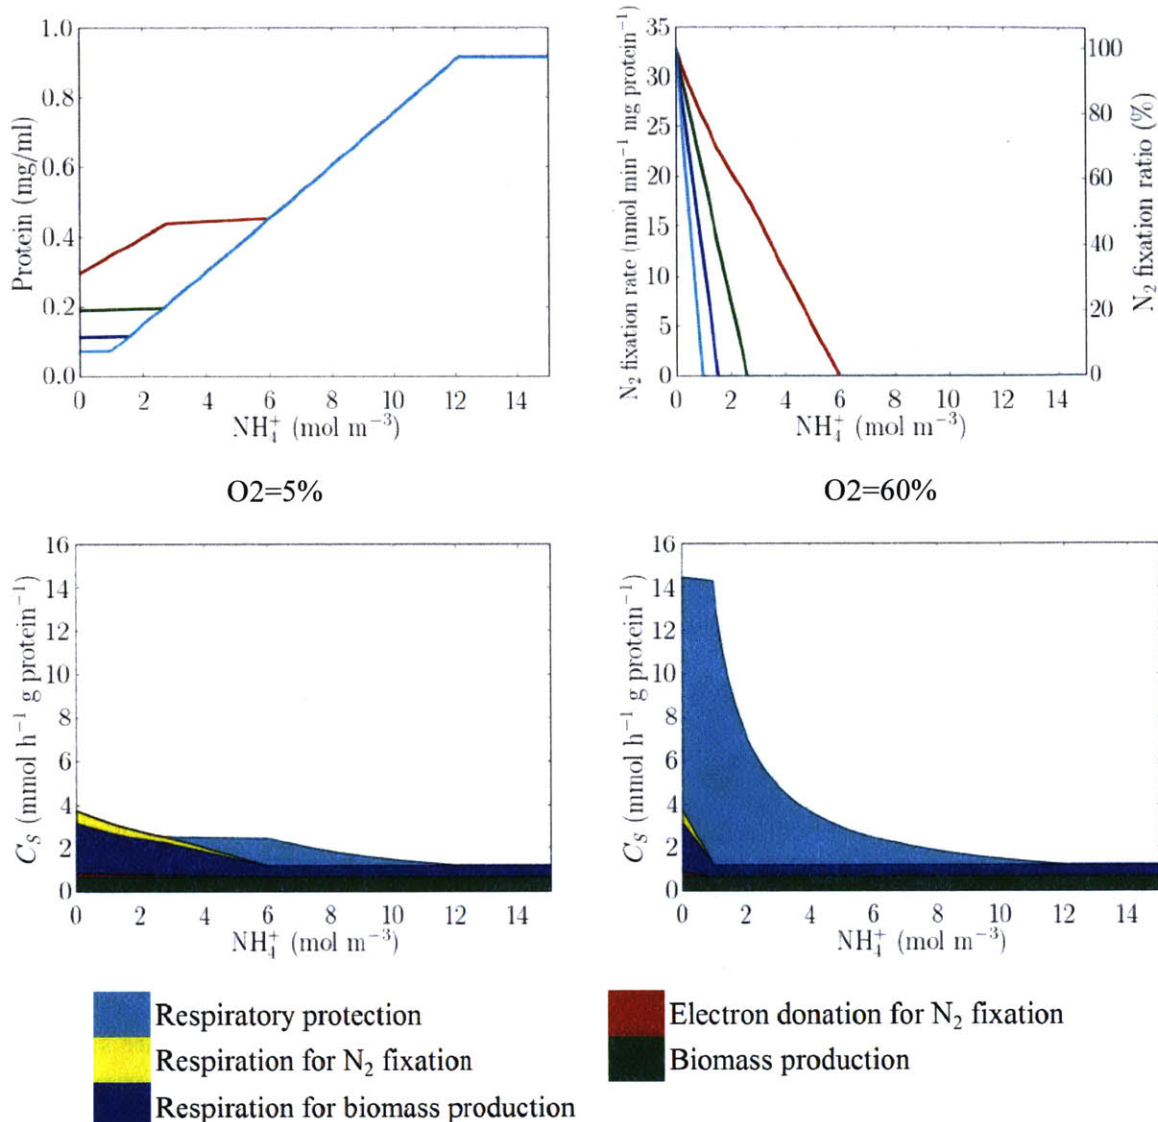 1.0
0.8
0.6
0.4
0.2
0.0
Protein (mg/ml)
0 2 4 6 8 10 12 14
NH₄⁺ (mol m⁻³)
35
30
25
20
15
10
5
0
N₂ fixation rate (nmol min⁻¹ mg protein⁻¹)
100
80
60
40
20
0
N₂ fixation ratio (%)
0 2 4 6 8 10 12 14
NH₄⁺ (mol m⁻³)
O2=5%
O2=60%
16
14
12
10
8
6
4
2
0
C_S (mmol h⁻¹ g protein⁻¹)
0 2 4 6 8 10 12 14
NH₄⁺ (mol m⁻³)
16
14
12
10
8
6
4
2
0
C_S (mmol h⁻¹ g protein⁻¹)
0 2 4 6 8 10 12 14
NH₄⁺ (mol m⁻³)
Respiratory protection
Respiration for N₂ fixation
Respiration for biomass production
Electron donation for N₂ fixation
Biomass production